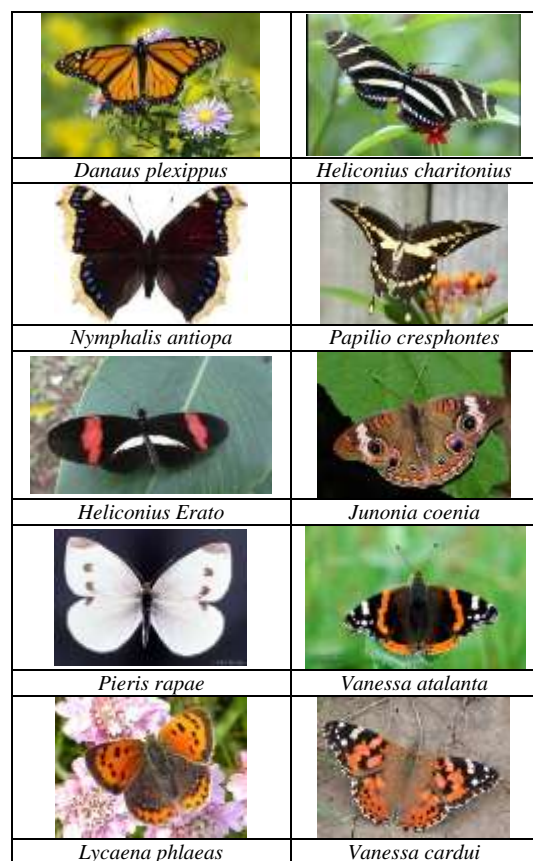 Danaus plexippus Heliconius charitonius
Nymphalis antiopa Papilio cresphontes
Heliconius Erato Junonia coenia
Pieris rapae Vanessa atalanta
Lycaena phlaeas Vanessa cardui